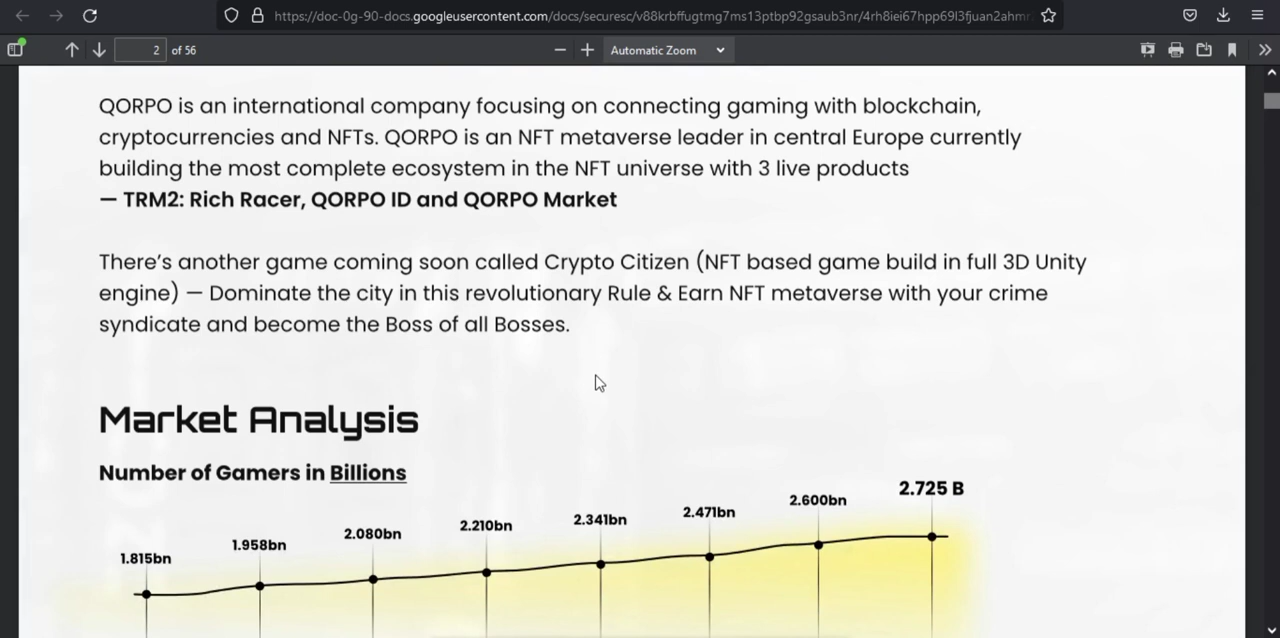 https://doc-0g-90-docs.googleusercontent.com/docs/securesc/v88krbffugtmg7ms13ptbp92gsaub3nr/4rh8iei67hpp69l3fjuan2ahmr
2 of 56
Automatic Zoom
QORPO is an international company focusing on connecting gaming with blockchain,
cryptocurrencies and NFTs. QORPO is an NFT metaverse leader in central Europe currently
building the most complete ecosystem in the NFT universe with 3 live products
— TRM2: Rich Racer, QORPO ID and QORPO Market
There's another game coming soon called Crypto Citizen (NFT based game build in full 3D Unity
engine) — Dominate the city in this revolutionary Rule & Earn NFT metaverse with your crime
syndicate and become the Boss of all Bosses.
Market Analysis
Number of Gamers in Billions
1.815bn
1.958bn
2.080bn
2.210bn
2.341bn
2.471bn
2.600bn
2.725 B